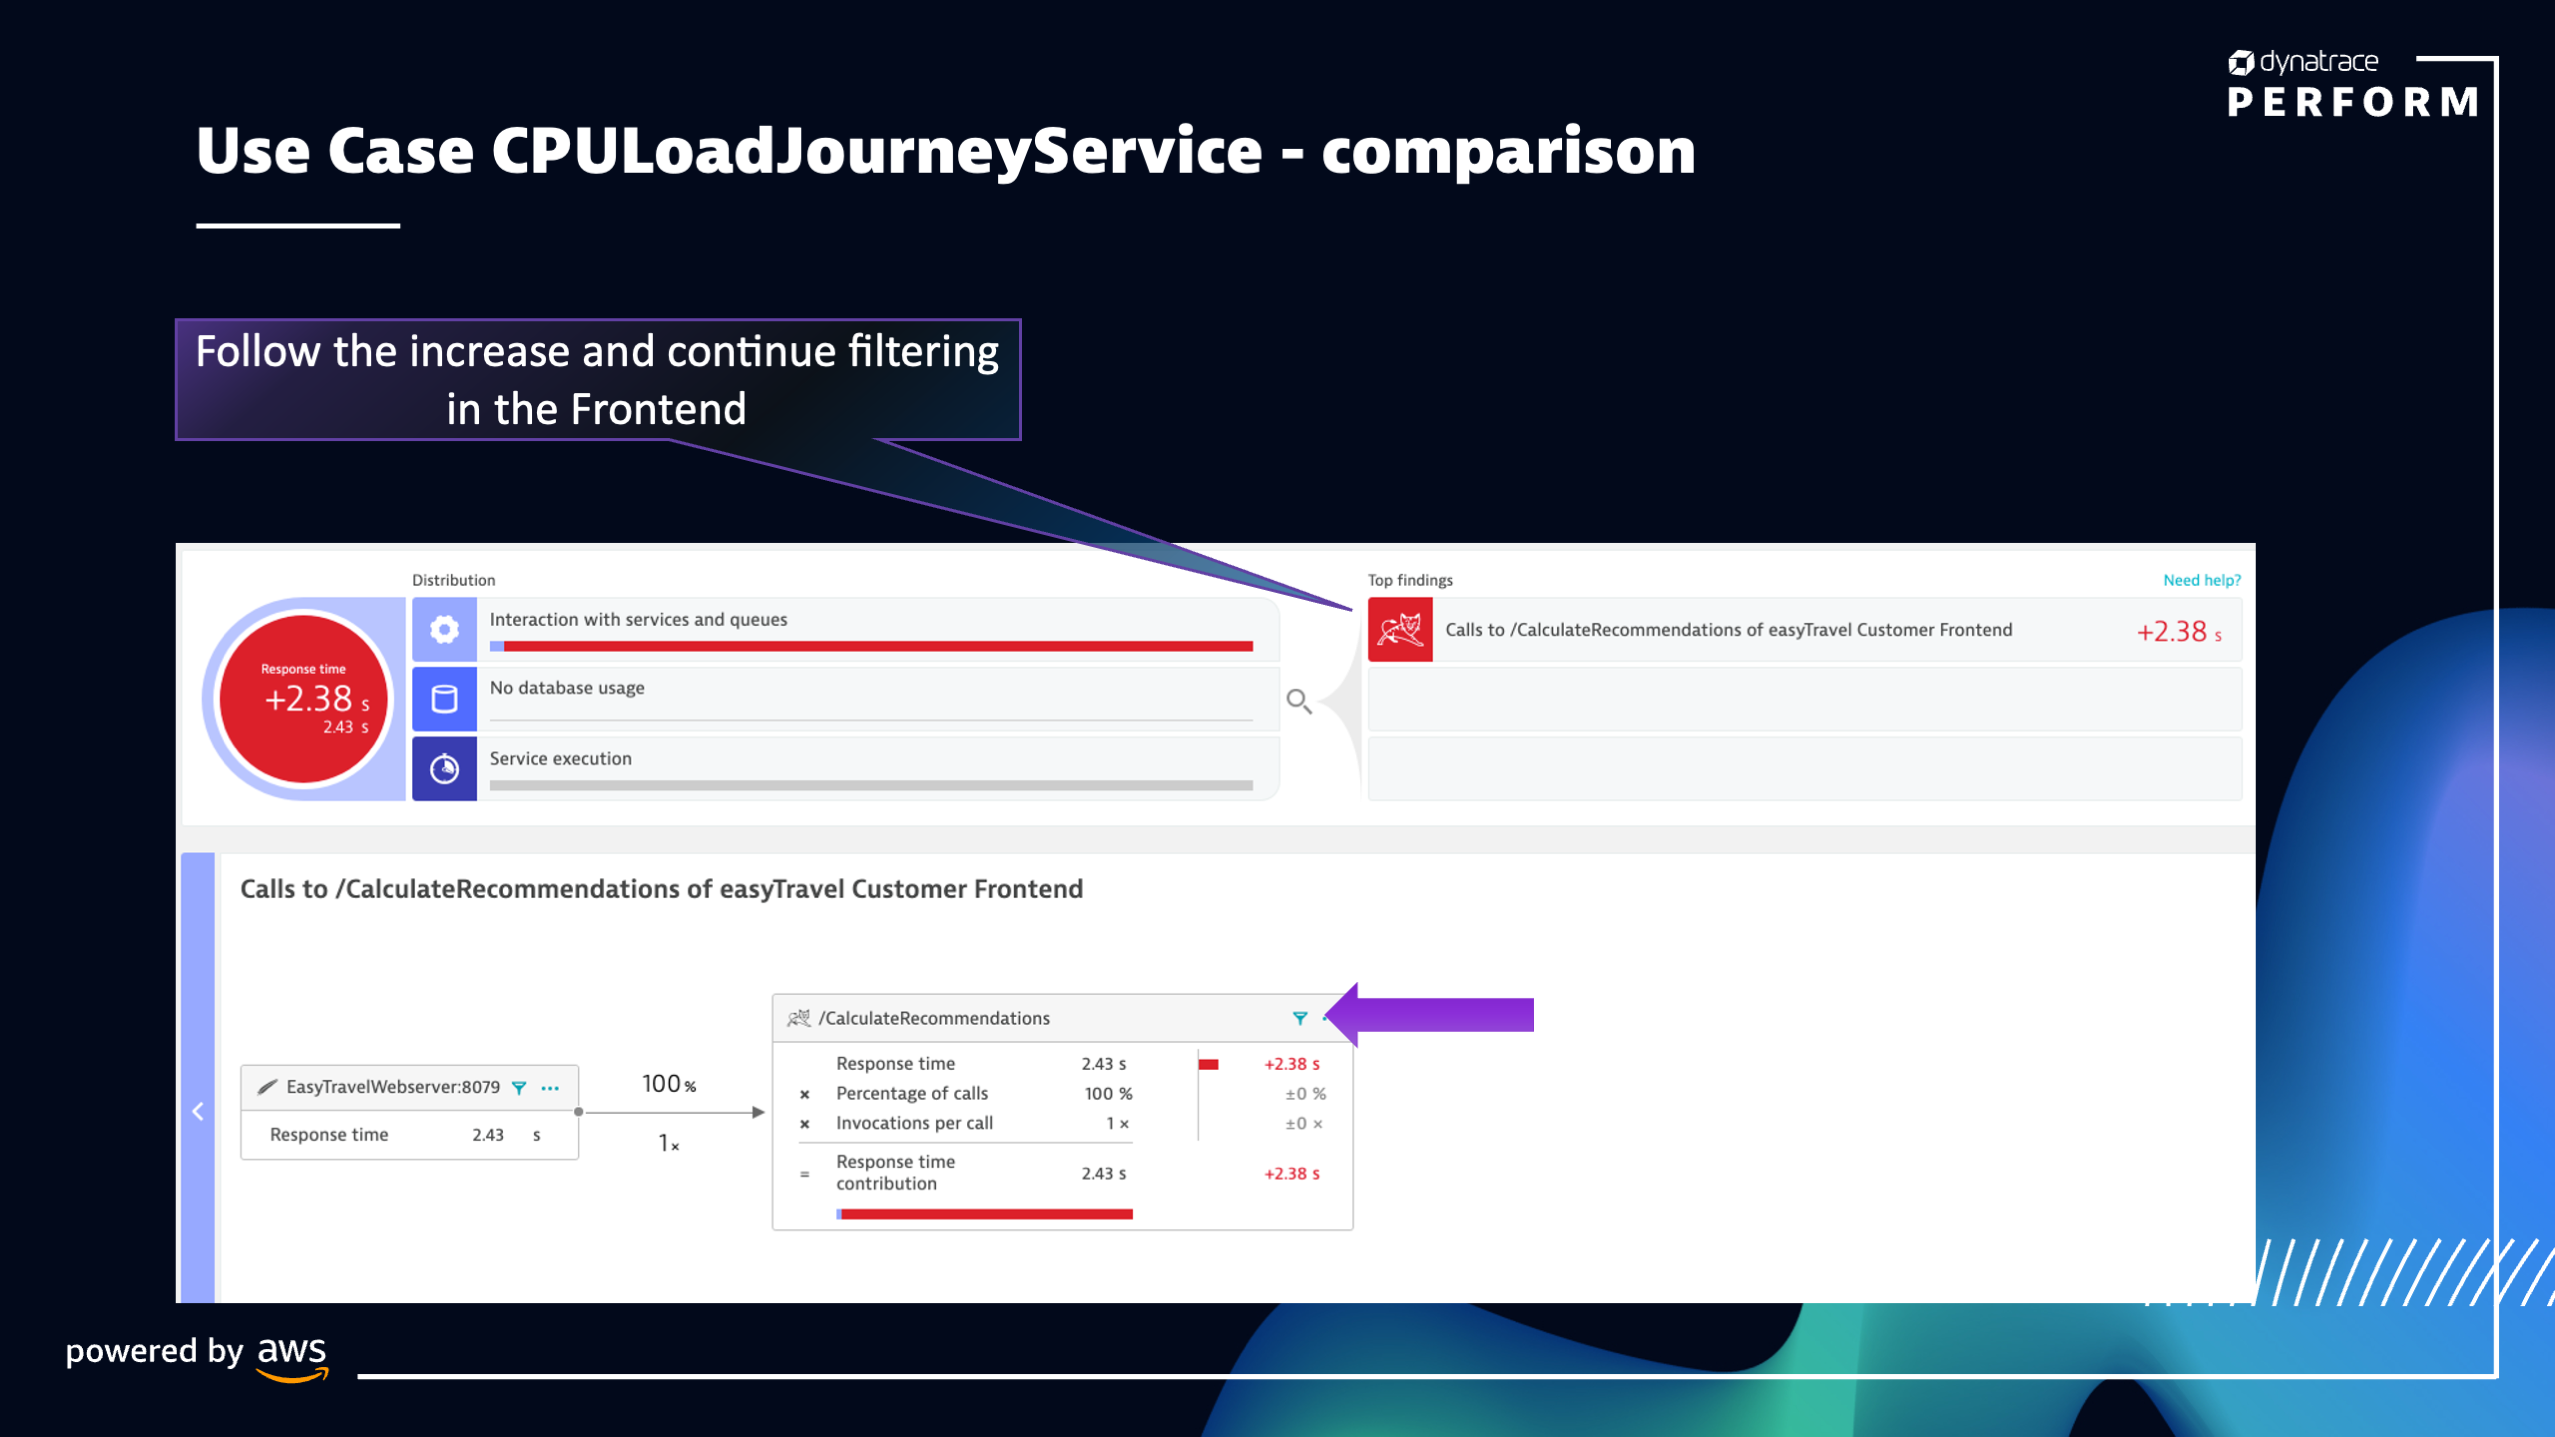 dynatrace
PERFORM
Use Case CPULoadJourneyService - comparison
Follow the increase and continue filtering
in the Frontend
Distribution
Top findings
Need help?
Response time
+2.38 s
2.43 s
Interaction with services and queues
No database usage
Service execution
Calls to /CalculateRecommendations of easyTravel Customer Frontend
+2.38 s
Calls to /CalculateRecommendations of easyTravel Customer Frontend
EasyTravelWebserver:8079
Response time 2.43 s
100 %
1 ×
/CalculateRecommendations
Response time 2.43 s +2.38 s
× Percentage of calls 100 % ±0 %
× Invocations per call 1 × ±0 ×
= Response time
contribution 2.43 s +2.38 s
powered by aws